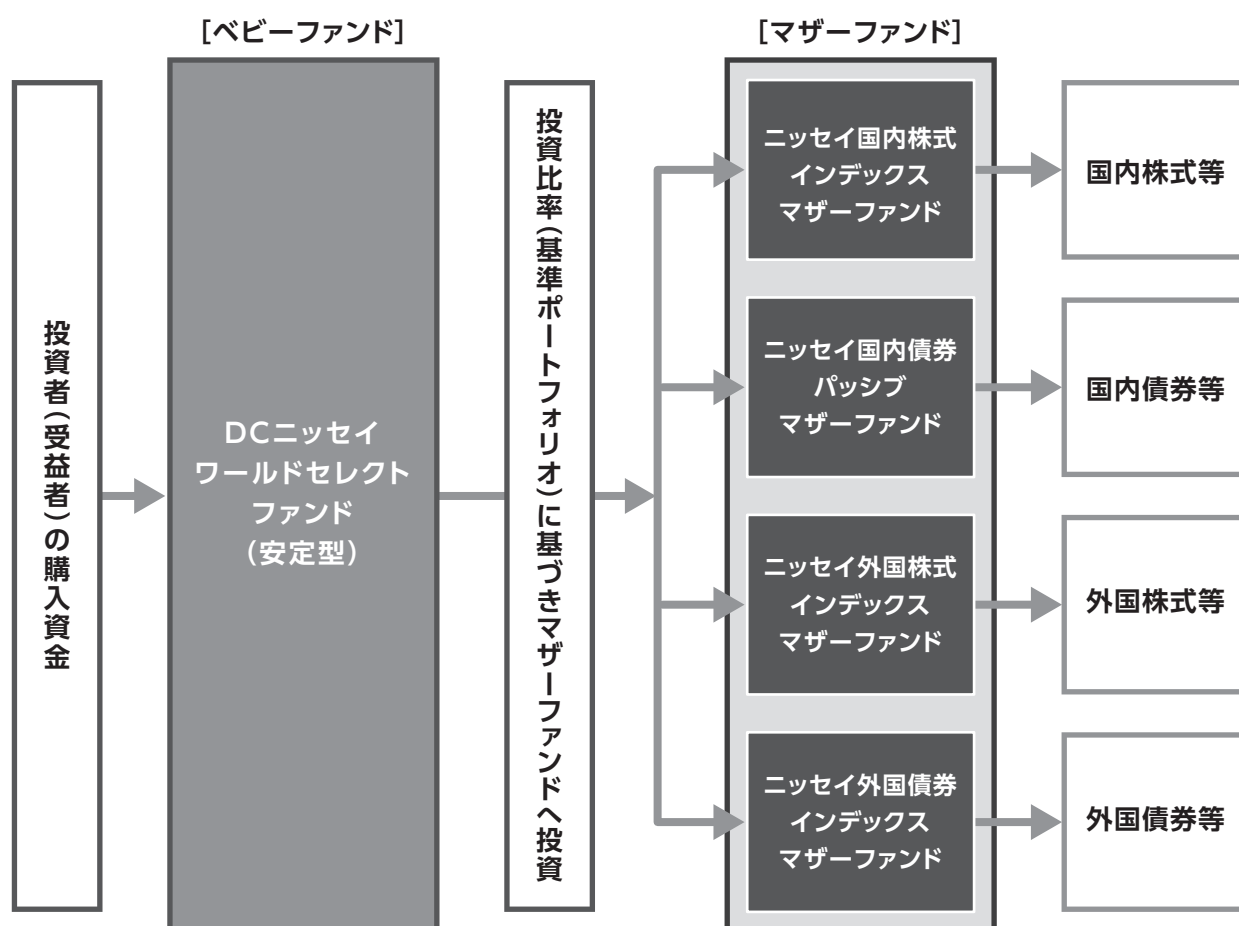 [ベビーファンド]
[マザーファンド]
投資者(受益者)の購入資金
DCニッセイ
ワールドセレクト
ファンド
(安定型)
投資比率(基準ポートフォリオ)に基づきマザーファンドへ投資
ニッセイ国内株式
インデックス
マザーファンド
国内株式等
ニッセイ国内債券
パッシブ
マザーファンド
国内債券等
ニッセイ外国株式
インデックス
マザーファンド
外国株式等
ニッセイ外国債券
インデックス
マザーファンド
外国債券等